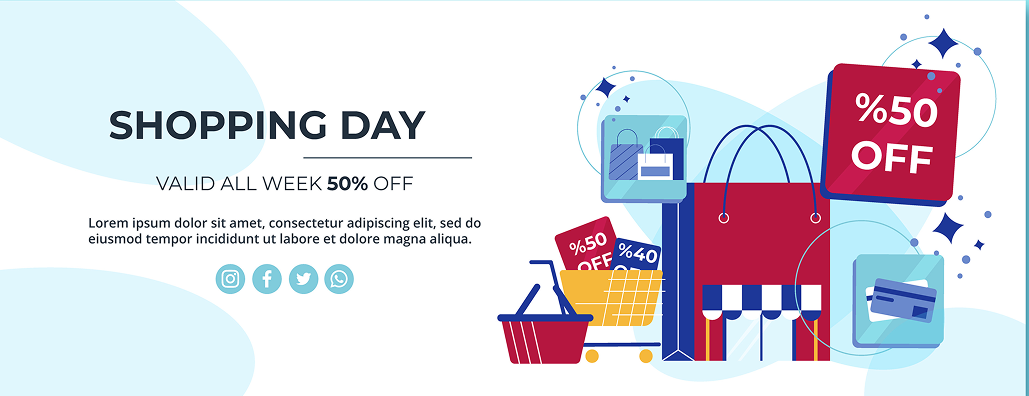 SHOPPING DAY
VALID ALL WEEK 50% OFF
Lorem ipsum dolor sit amet, consectetur adipiscing elit, sed do
eiusmod tempor incididunt ut labore et dolore magna aliqua.
%50
OFF
%50
OFF
%40